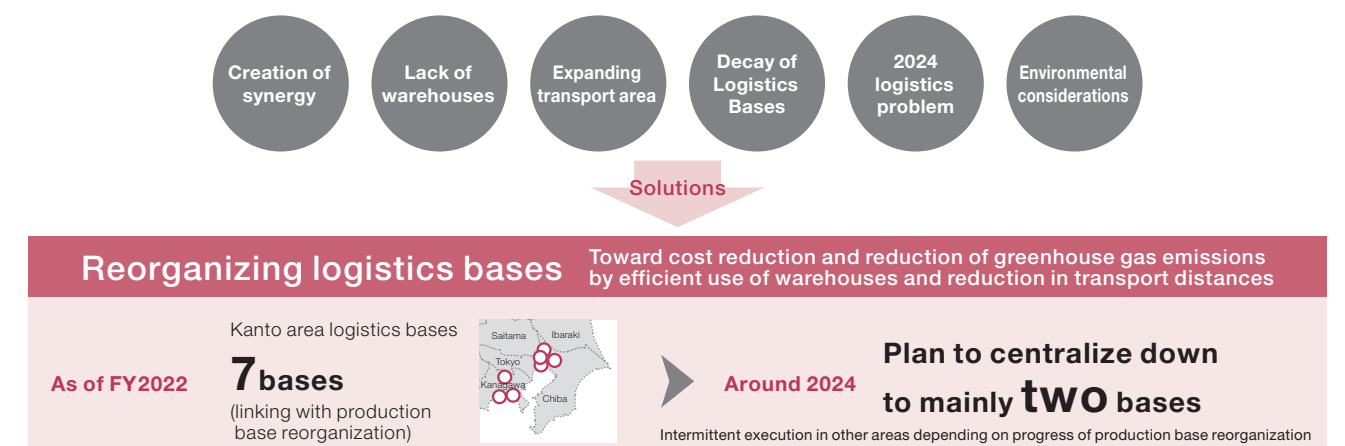 Creation of
synergy
Lack of
warehouses
Expanding
transport area
Decay of
Logistics
Bases
2024
logistics
problem
Environmental
considerations
Solutions
Reorganizing logistics bases
Toward cost reduction and reduction of greenhouse gas emissions
by efficient use of warehouses and reduction in transport distances
As of FY2022
Kanto area logistics bases
7 bases
(linking with production
base reorganization)
Saitama
Ibaraki
Tokyo
Kanagawa
Chiba
Around 2024
Plan to centralize down
to mainly two bases
Intermittent execution in other areas depending on progress of production base reorganization